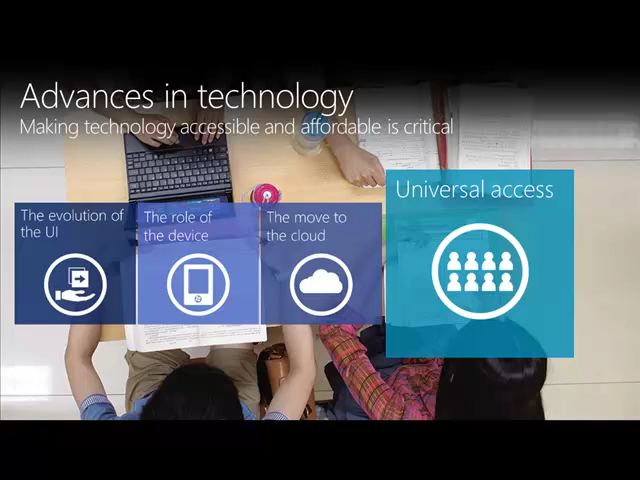 Advances in technology
Making technology accessible and affordable is critical
The evolution of
the UI
The role of
the device
The move to
the cloud
Universal access